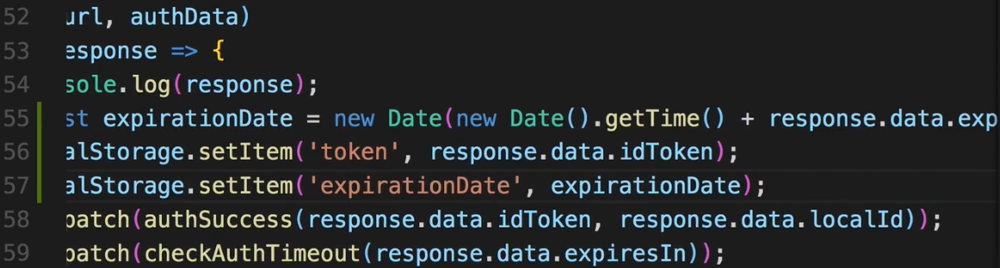 52 url, authData)
53 esponse => {
54 sole.log(response);
55 st expirationDate = new Date(new Date().getTime() + response.data.exp
56 alStorage.setItem('token', response.data.idToken);
57 alStorage.setItem('expirationDate', expirationDate);
58 patch(authSuccess(response.data.idToken, response.data.localId));
59 patch(checkAuthTimeout(response.data.expiresIn));